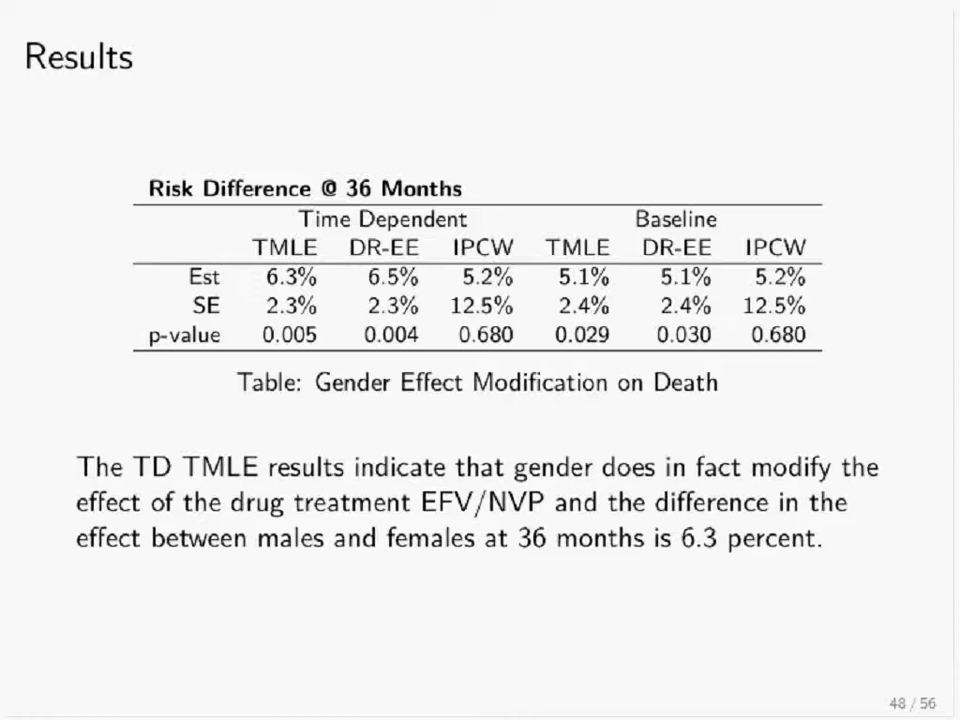 Results
Risk Difference @ 36 Months
Time Dependent Baseline
TMLE DR-EE IPCW TMLE DR-EE IPCW
Est 6.3% 6.5% 5.2% 5.1% 5.1% 5.2%
SE 2.3% 2.3% 12.5% 2.4% 2.4% 12.5%
p-value 0.005 0.004 0.680 0.029 0.030 0.680
Table: Gender Effect Modification on Death
The TD TMLE results indicate that gender does in fact modify the
effect of the drug treatment EFV/NVP and the difference in the
effect between males and females at 36 months is 6.3 percent.
48 / 56